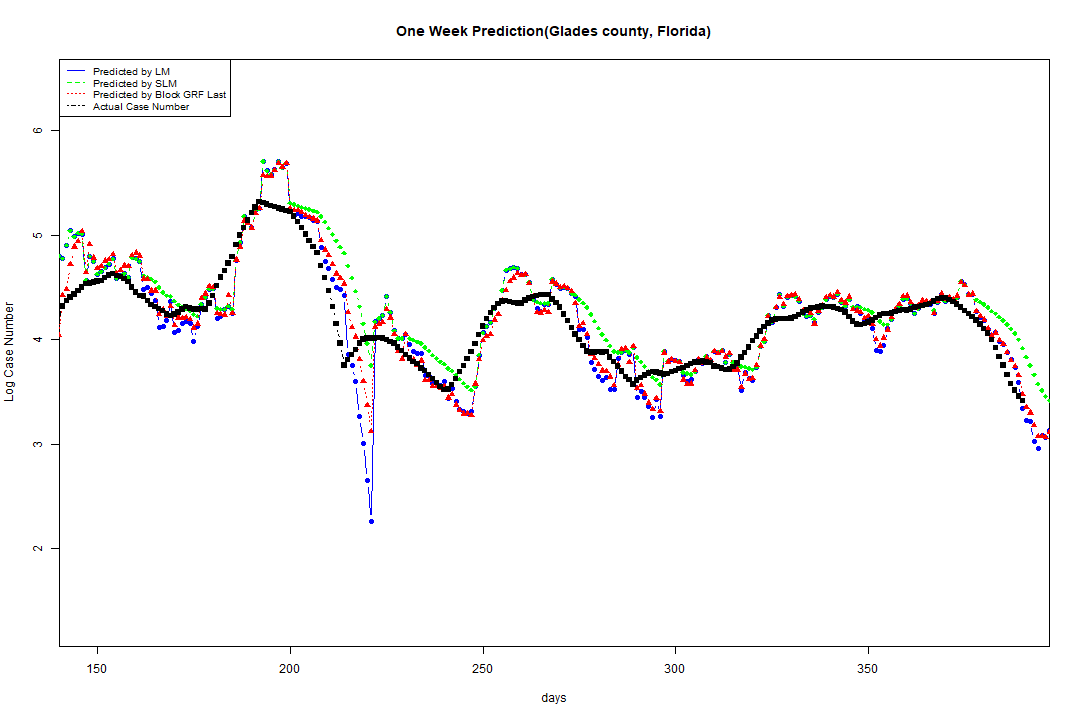 One Week Prediction(Glades county, Florida)
Predicted by LM
Predicted by SLM
Predicted by Block GRF Last
Actual Case Number
6
5
4
3
2
Log Case Number
150 200 250 300 350
days